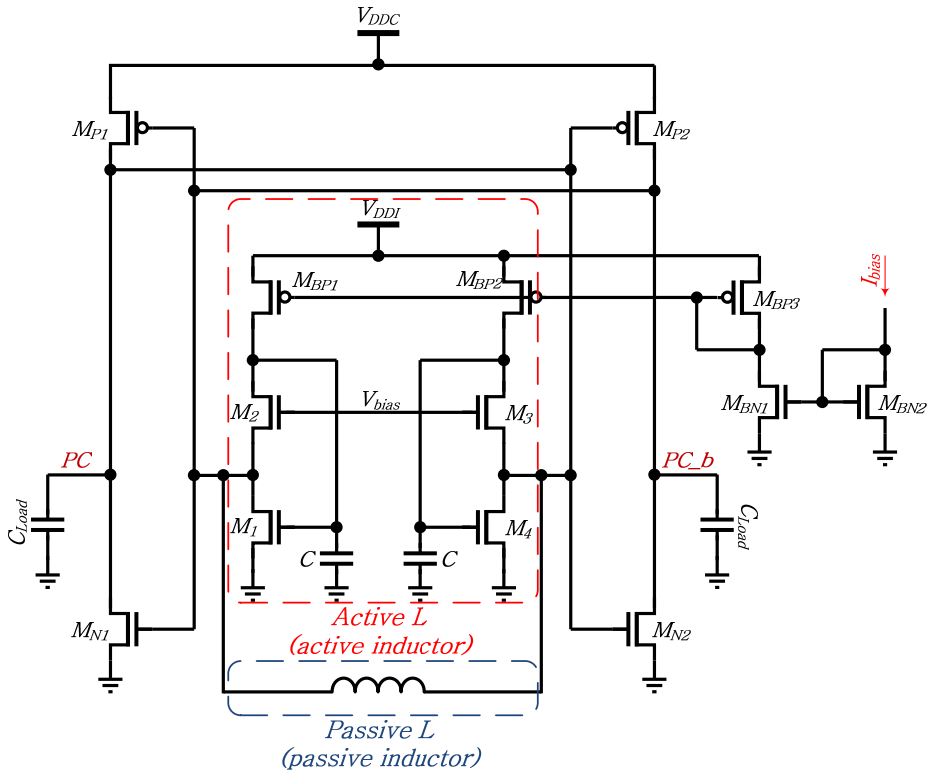 VDDC
MP1
MP2
VDDI
MBP1
MBP2
MBP3
Ibias
M2
Vbias
M3
MBN1
MBN2
PC
PC_b
CLoad
M1
M4
CLoad
C
C
MN1
Active L
(active inductor)
MN2
Passive L
(passive inductor)